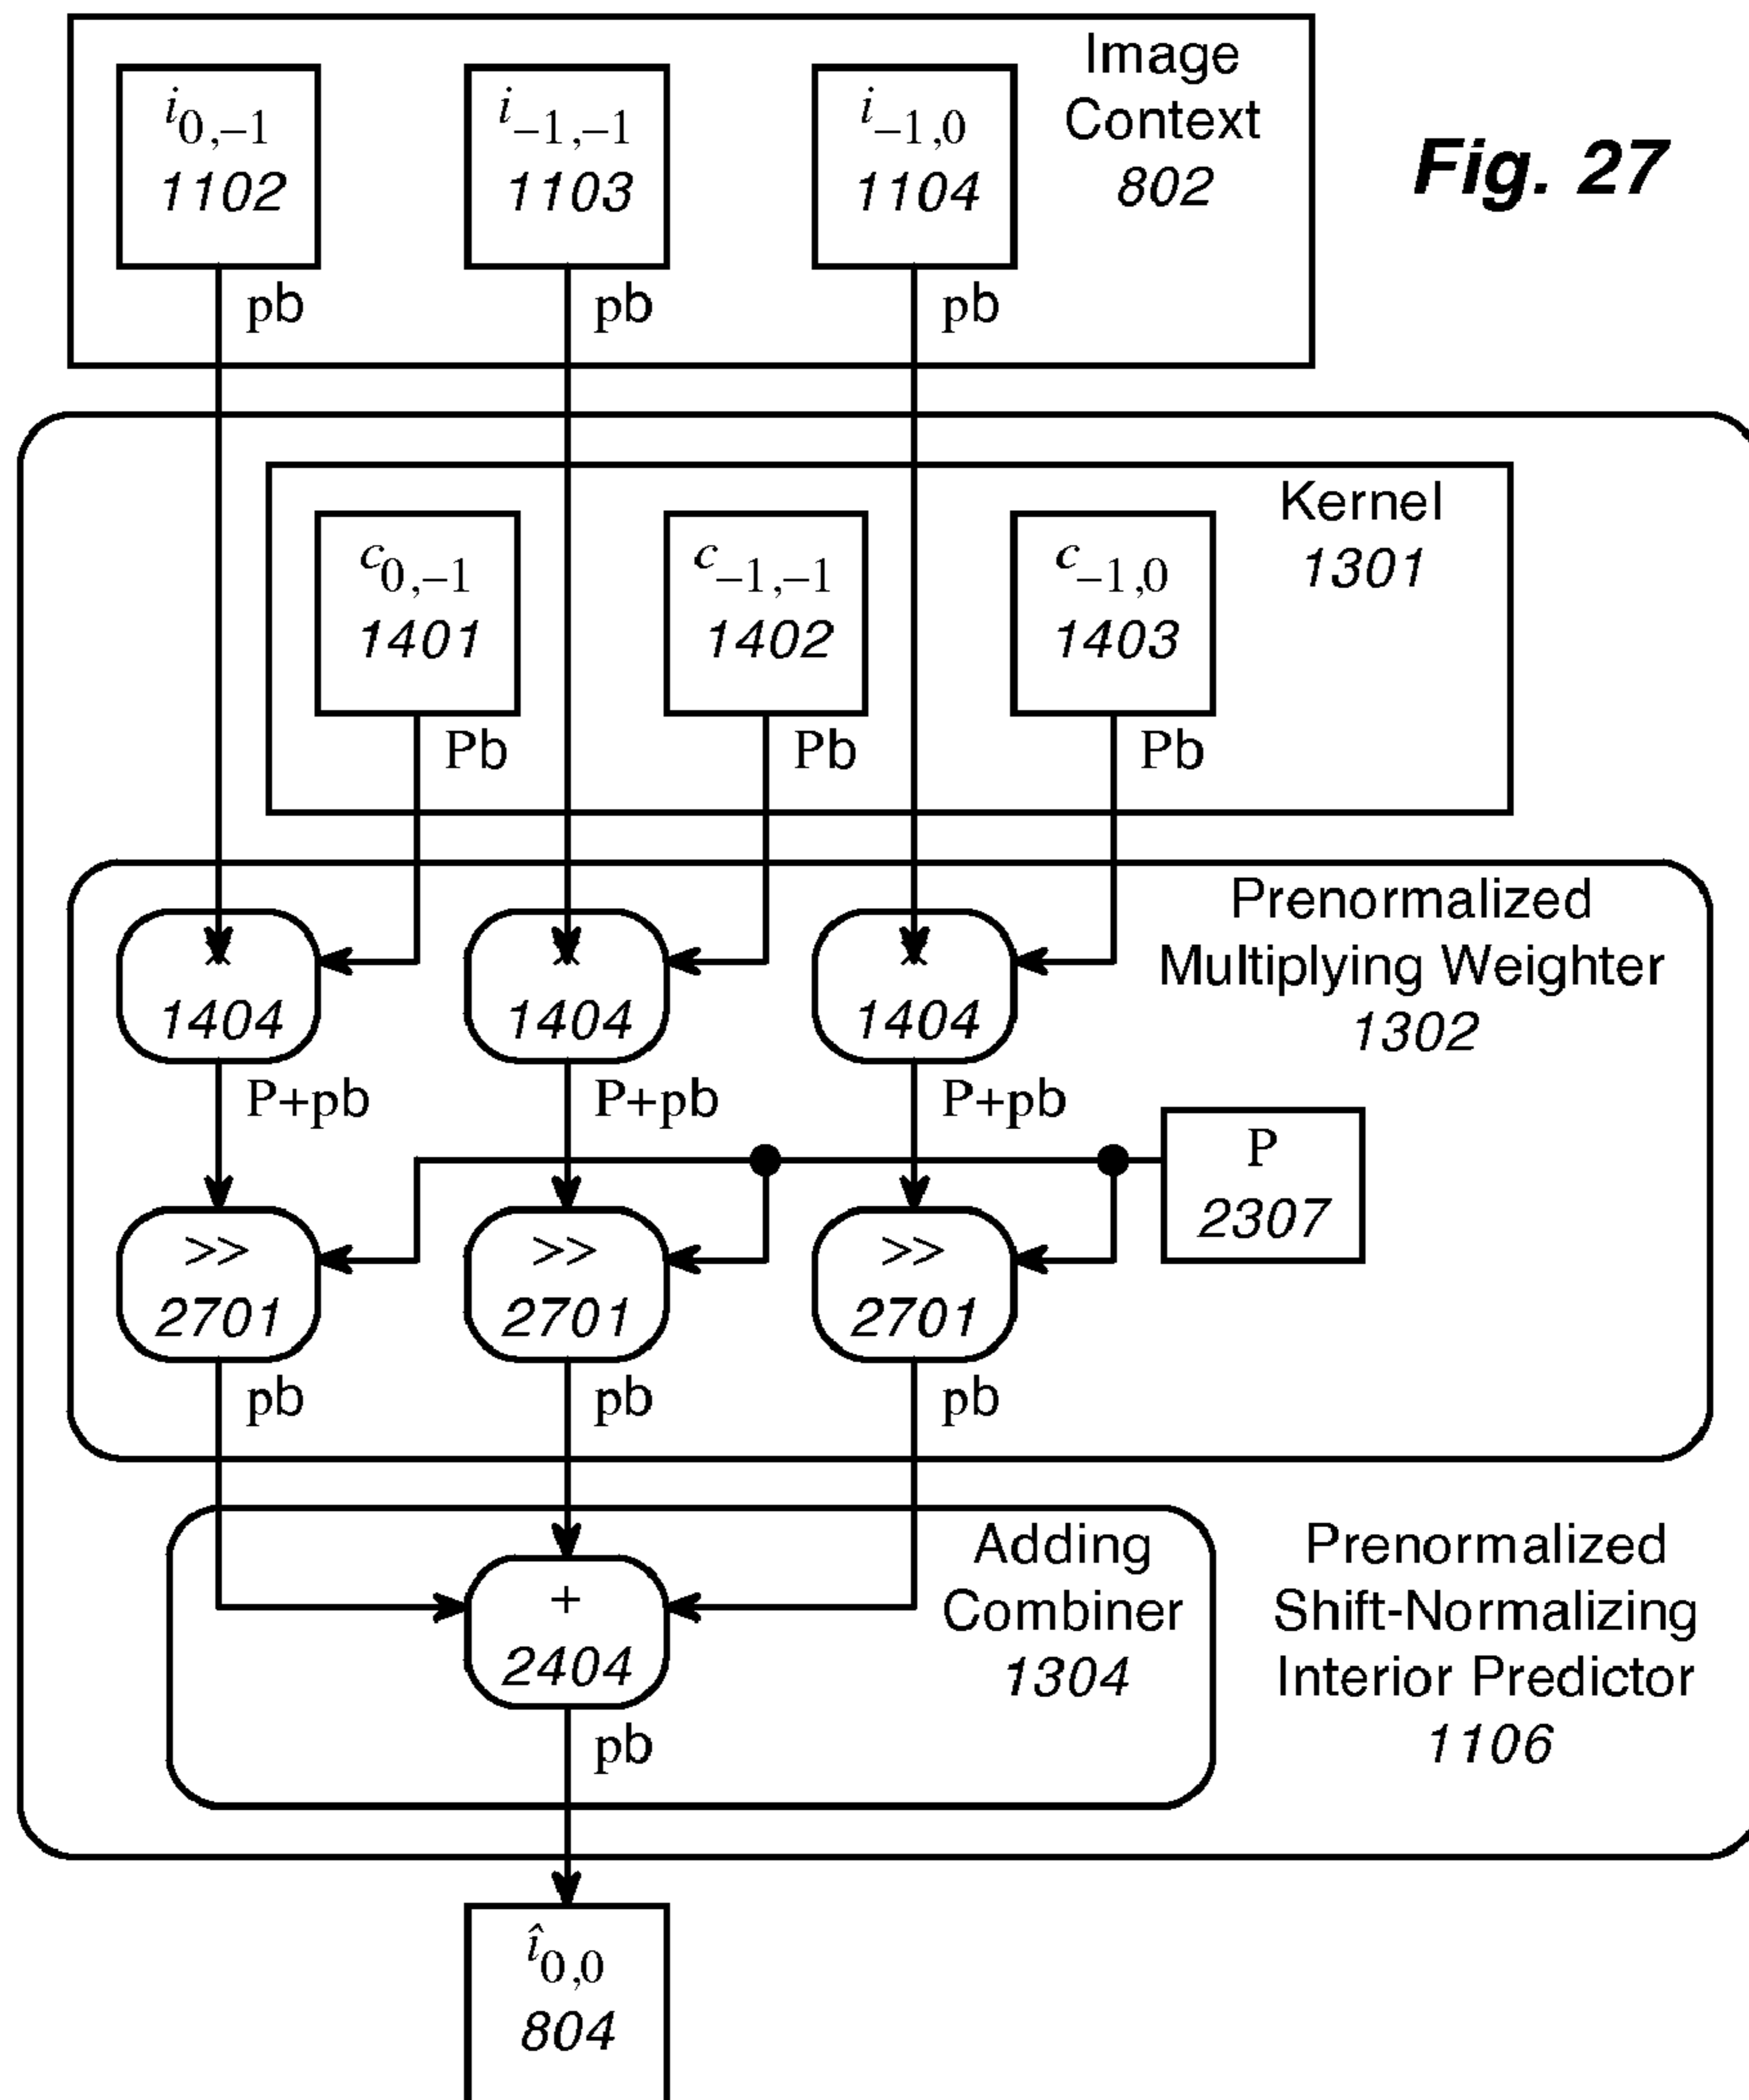 Image
Context
802
Fig. 27
i0,−1
1102
i−1,−1
1103
i−1,0
1104
pb
pb
pb
Kernel
1301
c0,−1
1401
c−1,−1
1402
c−1,0
1403
Pb
Pb
Pb
Prenormalized
Multiplying Weighter
1302
×
1404
×
1404
×
1404
P+pb
P+pb
P+pb
P
2307
>>
2701
>>
2701
>>
2701
pb
pb
pb
Adding
Combiner
1304
+
2404
pb
Prenormalized
Shift-Normalizing
Interior Predictor
1106
î0,0
804